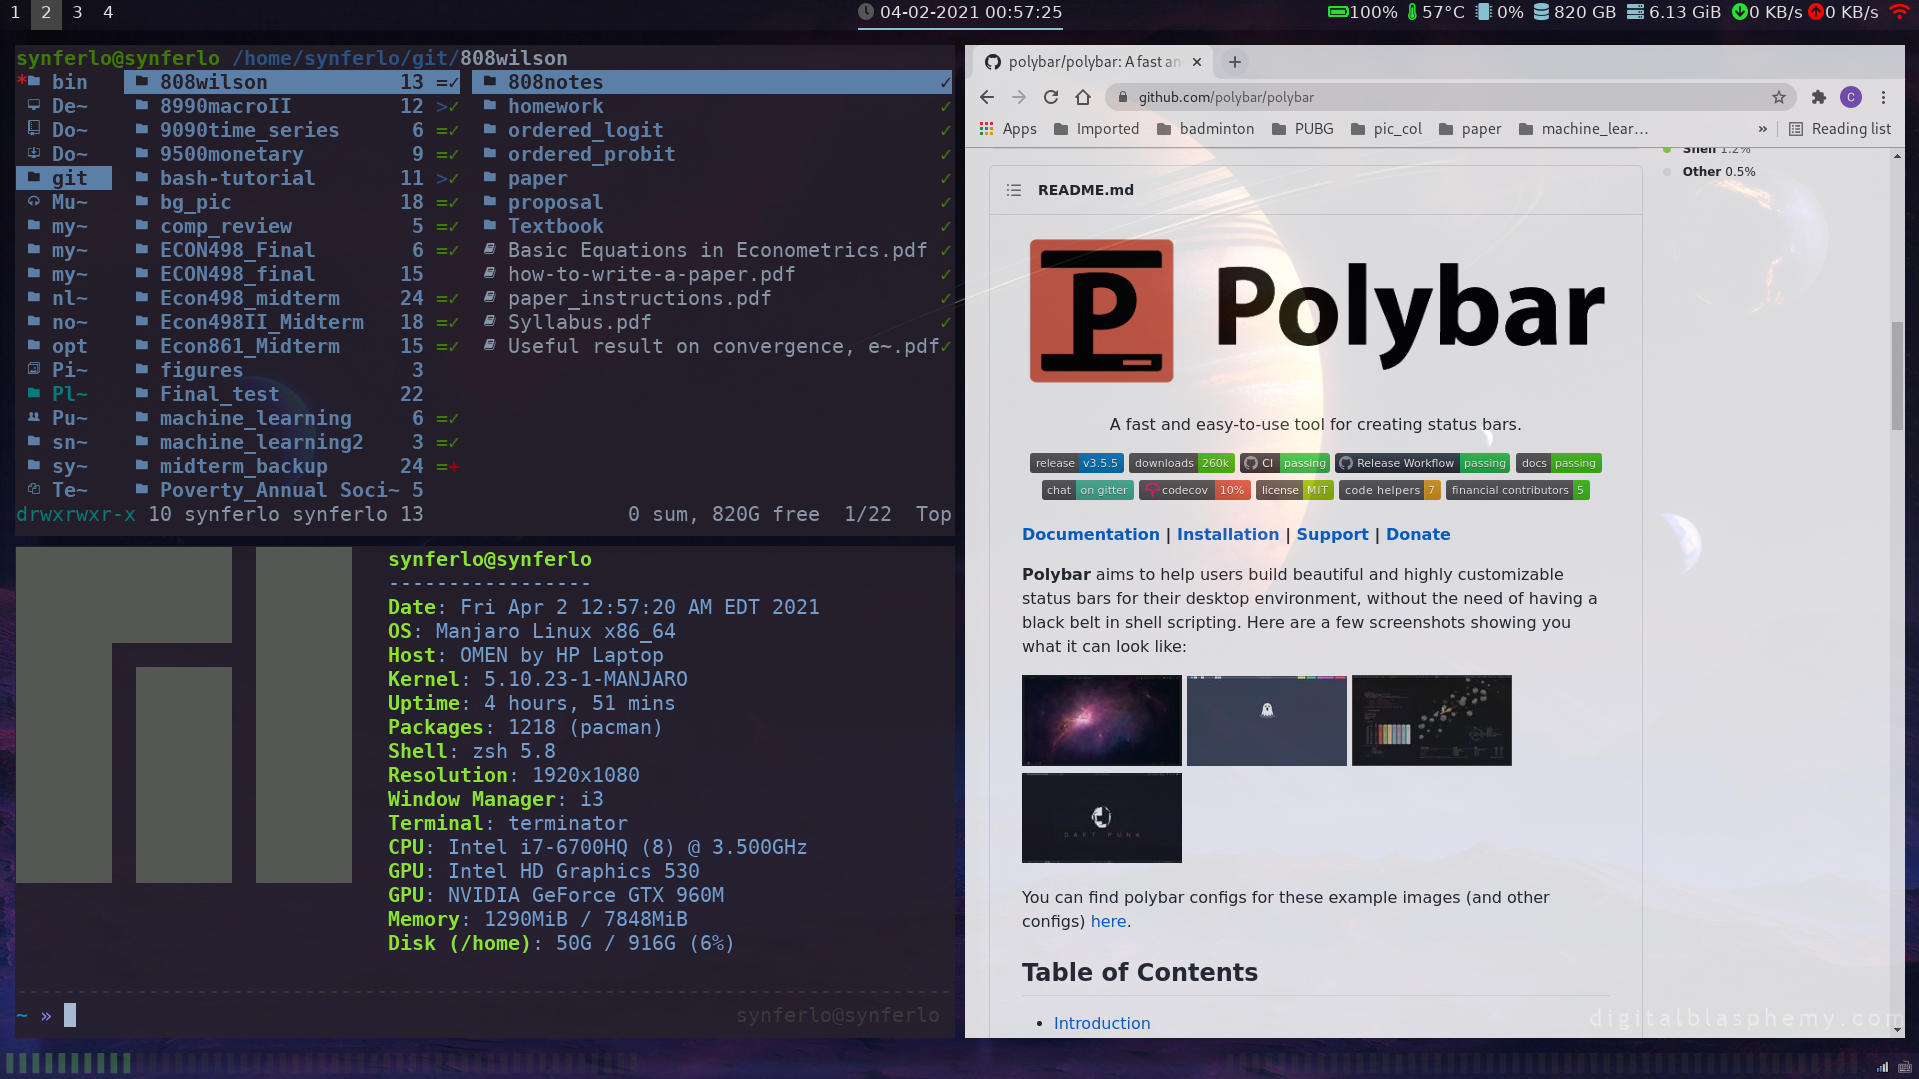 1 2 3 4
04-02-2021 00:57:25
100% 57°C 0% 820 GB 6.13 GiB 0 KB/s 0 KB/s
synferlo@synferlo /home/synferlo/git/808wilson
*bin 808wilson 13 =✓ 808notes ✓
De~ 8990macroII 12 >✓ homework ✓
Do~ 9090time_series 6 =✓ ordered_logit ✓
Do~ 9500monetary 9 =✓ ordered_probit ✓
git bash-tutorial 11 >✓ paper ✓
Mu~ bg_pic 18 =✓ proposal ✓
my~ comp_review 5 =✓ Textbook ✓
my~ ECON498_Final 6 =✓ Basic Equations in Econometrics.pdf ✓
my~ ECON498_final 15 how-to-write-a-paper.pdf ✓
nl~ Econ498_midterm 24 =✓ paper_instructions.pdf ✓
no~ Econ498II_Midterm 18 =✓ Syllabus.pdf ✓
opt Econ861_Midterm 15 =✓ Useful result on convergence, e~.pdf✓
Pi~ figures 3
Pl~ Final_test 22
Pu~ machine_learning 6 =✓
sn~ machine_learning2 3 =✓
sy~ midterm_backup 24 =+
Te~ Poverty_Annual Soci~ 5
drwxrwxr-x 10 synferlo synferlo 13 0 sum, 820G free 1/22 Top
synferlo@synferlo
-----------------
Date: Fri Apr 2 12:57:20 AM EDT 2021
OS: Manjaro Linux x86_64
Host: OMEN by HP Laptop
Kernel: 5.10.23-1-MANJARO
Uptime: 4 hours, 51 mins
Packages: 1218 (pacman)
Shell: zsh 5.8
Resolution: 1920x1080
Window Manager: i3
Terminal: terminator
CPU: Intel i7-6700HQ (8) @ 3.500GHz
GPU: Intel HD Graphics 530
GPU: NVIDIA GeForce GTX 960M
Memory: 1290MiB / 7848MiB
Disk (/home): 50G / 916G (6%)
~ » synferlo@synferlo
polybar/polybar: A fast an
github.com/polybar/polybar
C
Apps Imported badminton PUBG pic_col paper machine_lear… » Reading list
Shell 1.2%
Other 0.5%
README.md
P Polybar
A fast and easy-to-use tool for creating status bars.
release v3.5.5 downloads 260k CI passing Release Workflow passing docs passing
chat on gitter codecov 10% license MIT code helpers 7 financial contributors 5
Documentation | Installation | Support | Donate
Polybar aims to help users build beautiful and highly customizable
status bars for their desktop environment, without the need of having a
black belt in shell scripting. Here are a few screenshots showing you
what it can look like:
DAFT PUNK
You can find polybar configs for these example images (and other
configs) here.
Table of Contents
• Introduction
digitalblasphemy.com